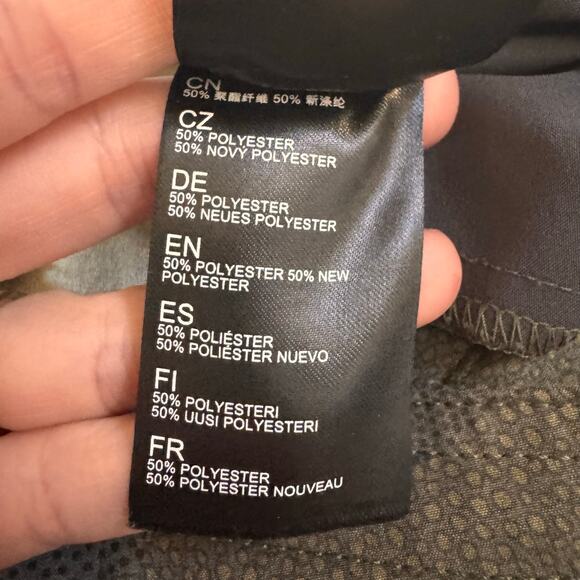 CN
50% 聚酯纤维 50% 新涤纶
CZ
50% POLYESTER
50% NOVÝ POLYESTER
DE
50% POLYESTER
50% NEUES POLYESTER
EN
50% POLYESTER 50% NEW
POLYESTER
ES
50% POLIÉSTER
50% POLIÉSTER NUEVO
FI
50% POLYESTERI
50% UUSI POLYESTERI
FR
50% POLYESTER
50% POLYESTER NOUVEAU